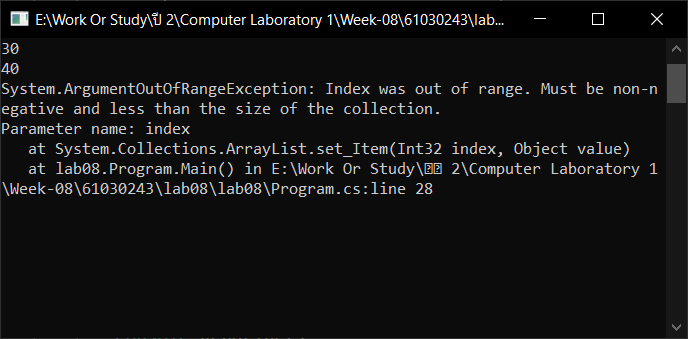 E:\Work Or Study\ปี 2\Computer Laboratory 1\Week-08\61030243\lab...
30
40
System.ArgumentOutOfRangeException: Index was out of range. Must be non-n
egative and less than the size of the collection.
Parameter name: index
   at System.Collections.ArrayList.set_Item(Int32 index, Object value)
   at lab08.Program.Main() in E:\Work Or Study\⍰⍰ 2\Computer Laboratory 1
\Week-08\61030243\lab08\lab08\Program.cs:line 28